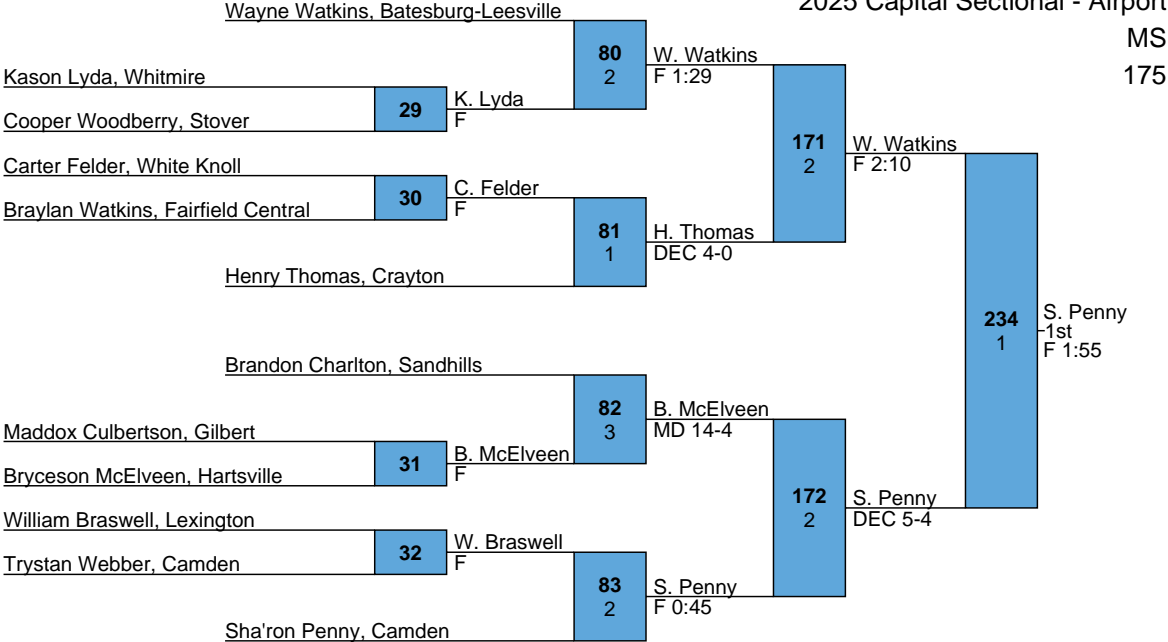 2025 Capital Sectional - Airport
MS
175
Wayne Watkins, Batesburg-Leesville
80
2
W. Watkins
F 1:29
Kason Lyda, Whitmire
29
K. Lyda
F
Cooper Woodberry, Stover
171
2
W. Watkins
F 2:10
Carter Felder, White Knoll
30
C. Felder
F
Braylan Watkins, Fairfield Central
81
1
H. Thomas
DEC 4-0
Henry Thomas, Crayton
234
1
S. Penny
1st
F 1:55
Brandon Charlton, Sandhills
82
3
B. McElveen
MD 14-4
Maddox Culbertson, Gilbert
31
B. McElveen
F
Bryceson McElveen, Hartsville
172
2
S. Penny
DEC 5-4
William Braswell, Lexington
32
W. Braswell
F
Trystan Webber, Camden
83
2
S. Penny
F 0:45
Sha'ron Penny, Camden